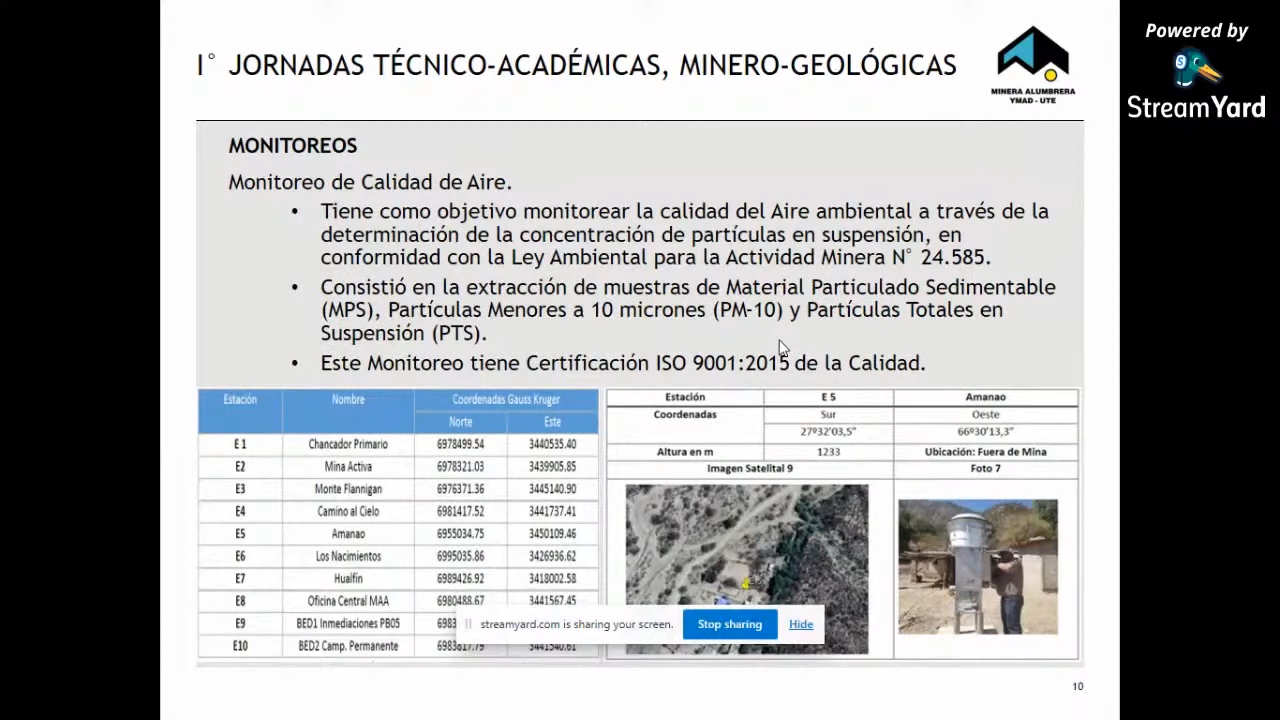 Powered by
StreamYard
I° JORNADAS TÉCNICO-ACADÉMICAS, MINERO-GEOLÓGICAS
MINERA ALUMBRERA
YMAD - UTE
MONITOREOS
Monitoreo de Calidad de Aire.
• Tiene como objetivo monitorear la calidad del Aire ambiental a través de la
determinación de la concentración de partículas en suspensión, en
conformidad con la Ley Ambiental para la Actividad Minera N° 24.585.
• Consistió en la extracción de muestras de Material Particulado Sedimentable
(MPS), Partículas Menores a 10 micrones (PM-10) y Partículas Totales en
Suspensión (PTS).
• Este Monitoreo tiene Certificación ISO 9001:2015 de la Calidad.
Estación Nombre Coordenadas Gauss Kruger
Norte Este
E 1 Chancador Primario 6978499.54 3440535.40
E2 Mina Activa 6978321.03 3439905.85
E3 Monte Flannigan 6976371.36 3445140.90
E4 Camino al Cielo 6981417.52 3441737.41
E5 Amanao 6955034.75 3450109.46
E6 Los Nacimientos 6995035.86 3426936.62
E7 Hualfín 6989426.92 3418002.58
E8 Oficina Central MAA 6980488.67 3441567.45
E9 BED1 Inmediaciones PB05
E10 BED2 Camp. Permanente 6983817.79 3441540.61
Estación E 5 Amanao
Coordenadas Sur Oeste
27º32'03,5" 66º30'13,3"
Altura en m 1233 Ubicación: Fuera de Mina
Imagen Satelital 9 Foto 7
streamyard.com is sharing your screen. Stop sharing Hide
10